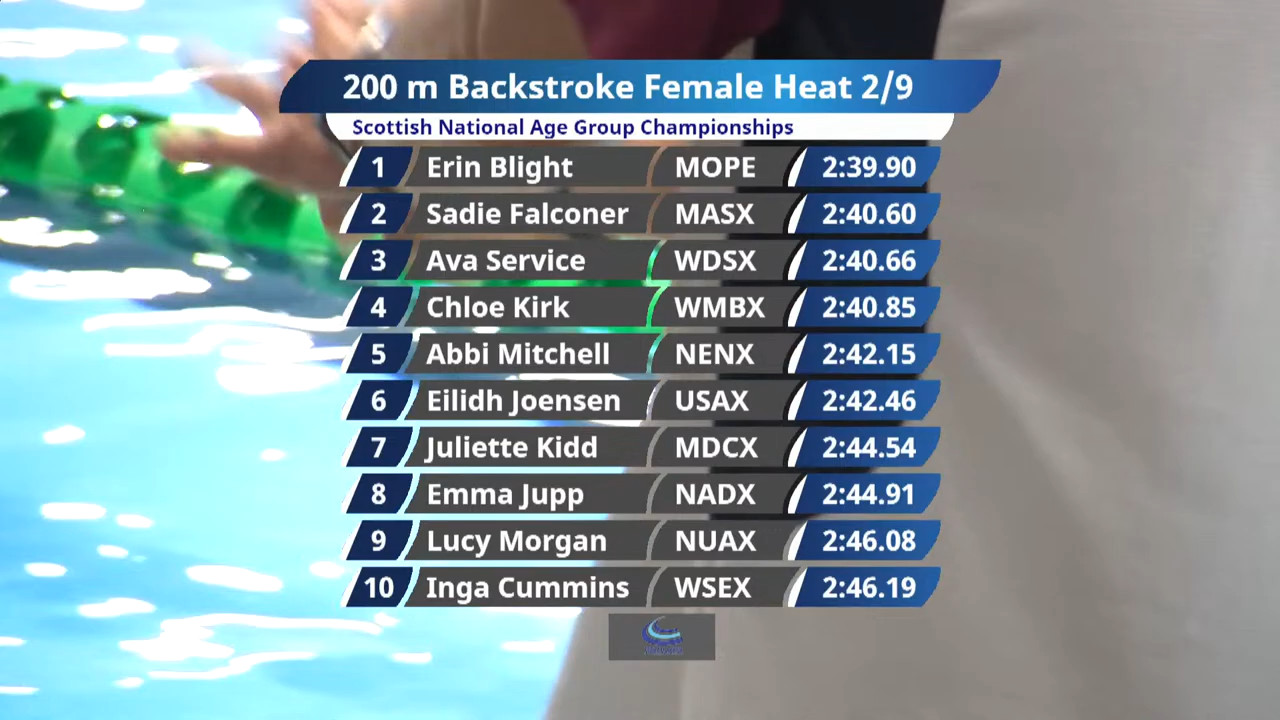 200 m Backstroke Female Heat 2/9
Scottish National Age Group Championships
1 Erin Blight MOPE 2:39.90
2 Sadie Falconer MASX 2:40.60
3 Ava Service WDSX 2:40.66
4 Chloe Kirk WMBX 2:40.85
5 Abbi Mitchell NENX 2:42.15
6 Eilidh Joensen USAX 2:42.46
7 Juliette Kidd MDCX 2:44.54
8 Emma Jupp NADX 2:44.91
9 Lucy Morgan NUAX 2:46.08
10 Inga Cummins WSEX 2:46.19